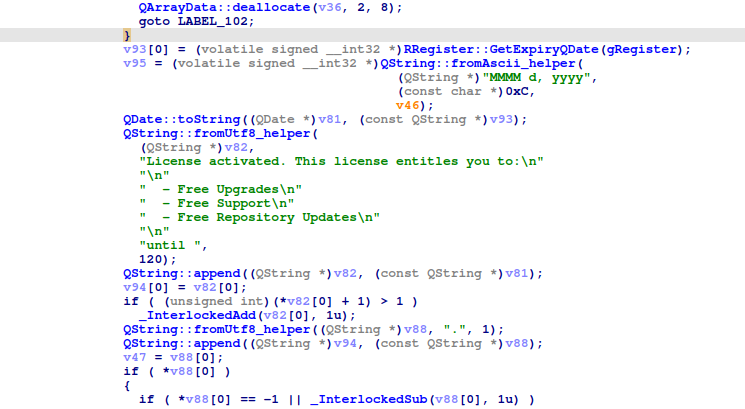 QArrayData::deallocate(v36, 2, 8);
goto LABEL_102;
}
v93[0] = (volatile signed __int32 *)RRegister::GetExpiryQDate(gRegister);
v95 = (volatile signed __int32 *)QString::fromAscii_helper(
(QString *)"MMMM d, yyyy",
(const char *)0xC,
v46);
QDate::toString((QDate *)v81, (const QString *)v93);
QString::fromUtf8_helper(
(QString *)v82,
"License activated. This license entitles you to:\n"
"\n"
"  - Free Upgrades\n"
"  - Free Support\n"
"  - Free Repository Updates\n"
"\n"
"until ",
120);
QString::append((QString *)v82, (const QString *)v81);
v94[0] = v82[0];
if ( (unsigned int)(*v82[0] + 1) > 1 )
_InterlockedAdd(v82[0], 1u);
QString::fromUtf8_helper((QString *)v88, ".", 1);
QString::append((QString *)v94, (const QString *)v88);
v47 = v88[0];
if ( *v88[0] )
{
if ( *v88[0] == -1 || _InterlockedSub(v88[0], 1u) )